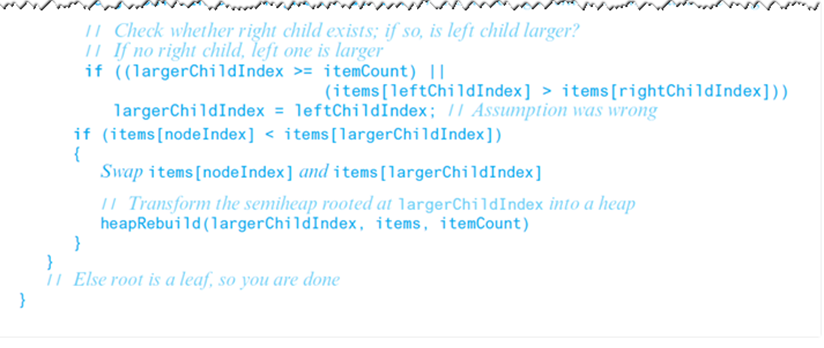 // Check whether right child exists; if so, is left child larger?
// If no right child, left one is larger
if ((largerChildIndex >= itemCount) ||
(items[leftChildIndex] > items[rightChildIndex]))
largerChildIndex = leftChildIndex; // Assumption was wrong
if (items[nodeIndex] < items[largerChildIndex])
{
Swap items[nodeIndex] and items[largerChildIndex]
// Transform the semiheap rooted at largerChildIndex into a heap
heapRebuild(largerChildIndex, items, itemCount)
}
}
// Else root is a leaf, so you are done
}